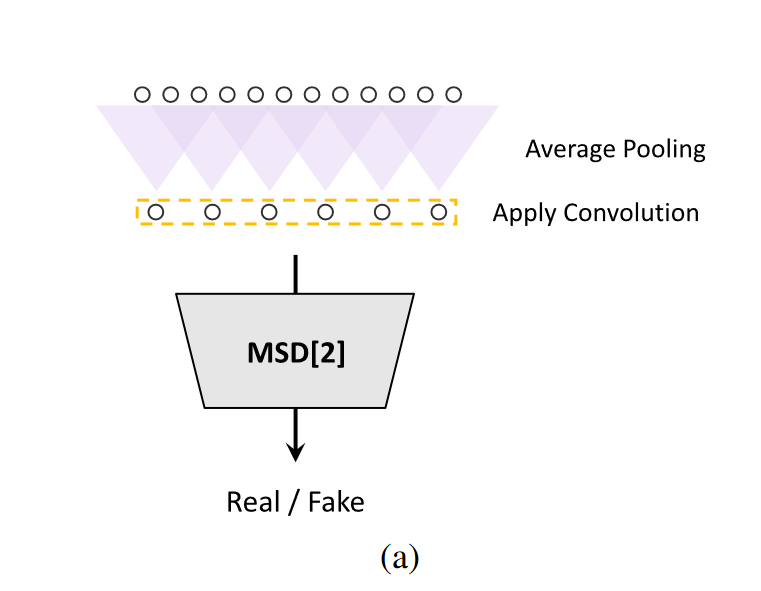 Average Pooling
Apply Convolution
MSD[2]
Real / Fake
(a)